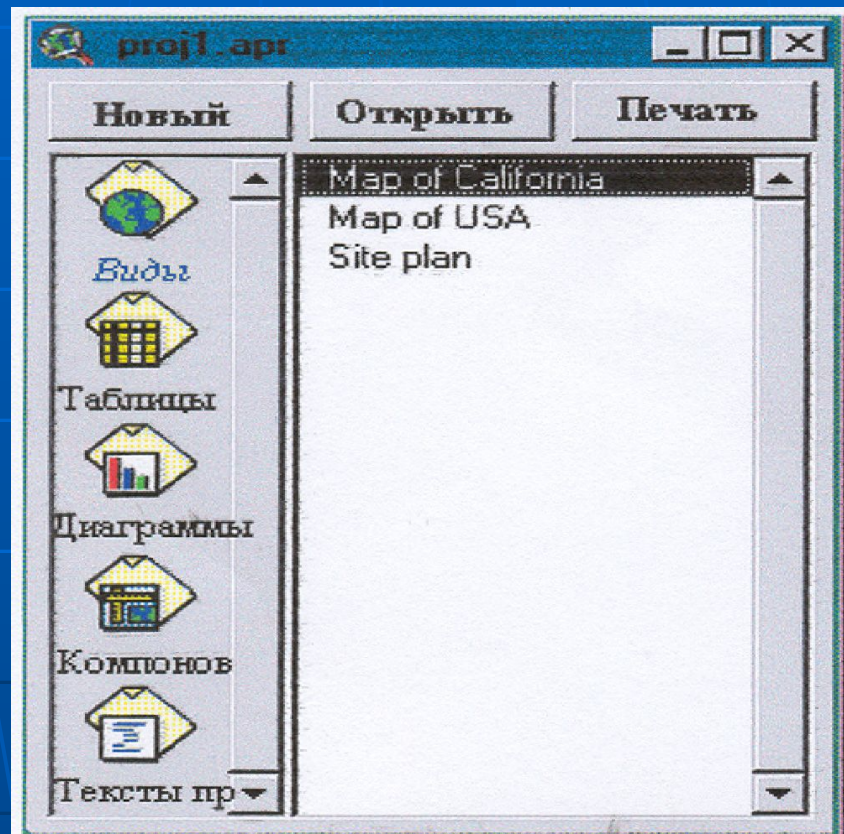 proj1.apr
Новый Открыть Печать
Map of California
Map of USA
Site plan
Виды
Таблицы
Диаграммы
Компонов
Тексты пр